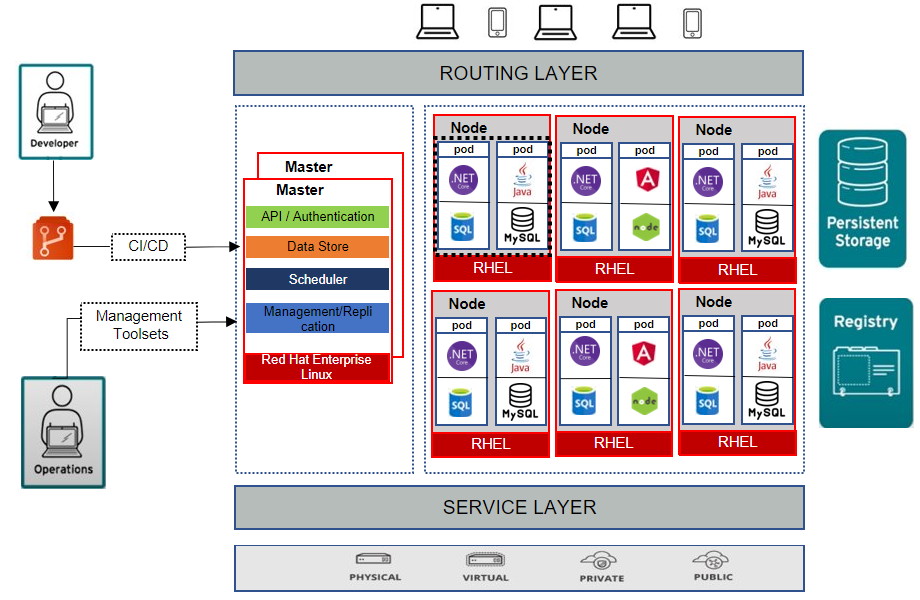 ROUTING LAYER
Developer
CI/CD
Management
Toolsets
Operations
Master
Master
API / Authentication
Data Store
Scheduler
Management/Repli
cation
Red Hat Enterprise
Linux
Node
pod
pod
.NET
Core
Java
SQL
MySQL
RHEL
Node
pod
pod
.NET
Core
A
SQL
node
RHEL
Node
pod
pod
.NET
Core
Java
SQL
MySQL
RHEL
Node
pod
pod
.NET
Core
Java
SQL
MySQL
RHEL
Node
pod
pod
.NET
Core
A
SQL
node
RHEL
Node
pod
pod
.NET
Core
Java
SQL
MySQL
RHEL
Persistent
Storage
Registry
SERVICE LAYER
PHYSICAL
VIRTUAL
PRIVATE
PUBLIC